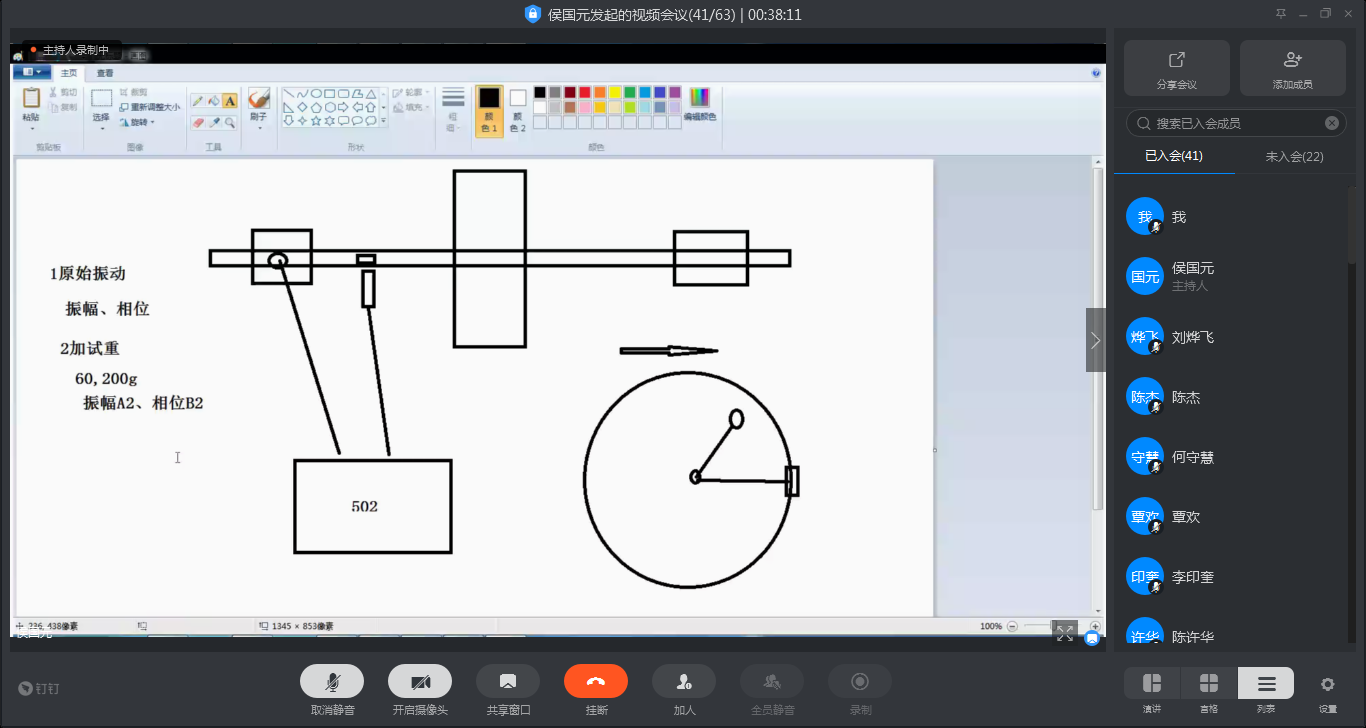 侯国元发起的视频会议(41/63) | 00:38:11
主持人录制中
主页
查看
剪切
复制
粘贴
剪贴板
裁剪
重新调整大小
旋转
选择
图像
A
工具
刷子
形状
轮廓
填充
粗
细
颜
色 1
颜
色 2
编辑颜色
颜色
1原始振动
振幅、相位
2加试重
60,200g
振幅A2、相位B2
502
236, 438像素
1345 × 853像素
100%
侯国元
分享会议
添加成员
搜索已入会成员
已入会(41)
未入会(22)
我
我
国元
侯国元
主持人
烨飞
刘烨飞
陈杰
陈杰
守慧
何守慧
覃欢
覃欢
印奎
李印奎
许华
陈许华
钉钉
取消静音
开启摄像头
共享窗口
挂断
加人
全员静音
录制
演讲
宫格
列表
设置